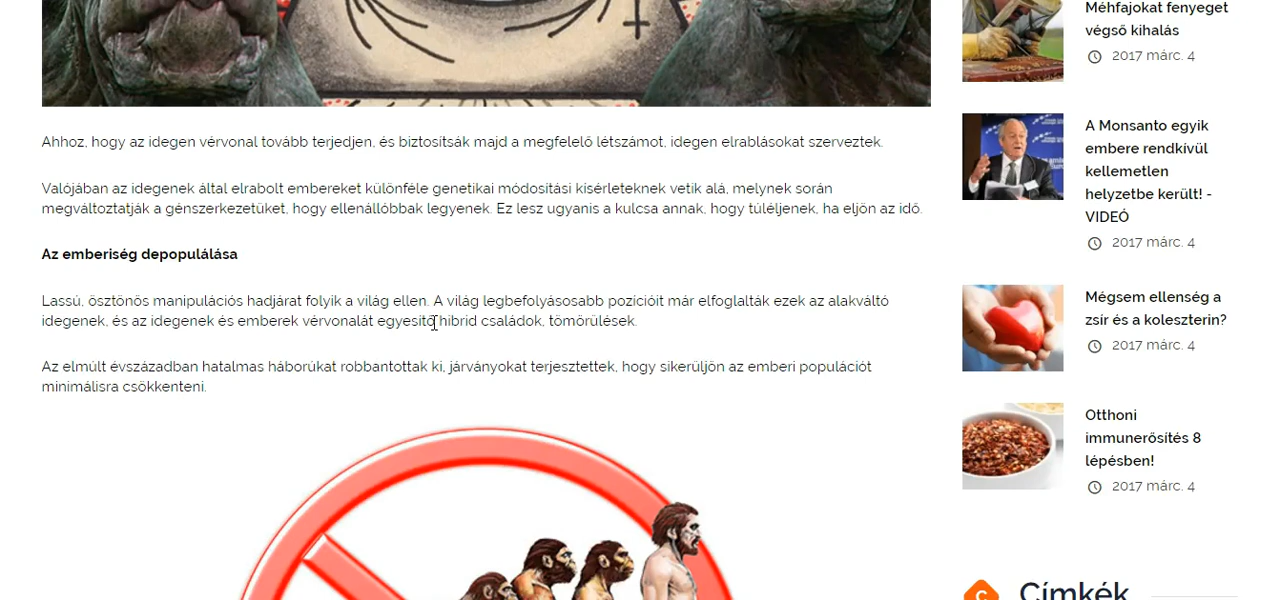 Ahhoz, hogy az idegen vérvonal tovább terjedjen, és biztosítsák majd a megfelelő létszámot, idegen elrablásokat szerveztek.
Valójában az idegenek által elrabolt embereket különféle genetikai módosítási kísérleteknek vetik alá, melynek során
megváltoztatják a génszerkezetüket, hogy ellenállóbbak legyenek. Ez lesz ugyanis a kulcsa annak, hogy túléljenek, ha eljön az idő.
Az emberiség depopulálása
Lassú, ösztönös manipulációs hadjárat folyik a világ ellen. A világ legbefolyásosabb pozícióit már elfoglalták ezek az alakváltó
idegenek, és az idegenek és emberek vérvonalát egyesítő hibrid családok, tömörülések.
Az elmúlt évszázadban hatalmas háborúkat robbantottak ki, járványokat terjesztettek, hogy sikerüljön az emberi populációt
minimálisra csökkenteni.
Méhfajokat fenyeget
végső kihalás
2017 márc. 4
A Monsanto egyik
embere rendkívül
kellemetlen
helyzetbe került! -
VIDEÓ
2017 márc. 4
Mégsem ellenség a
zsír és a koleszterin?
2017 márc. 4
Otthoni
immunerősítés 8
lépésben!
2017 márc. 4
C Címkék